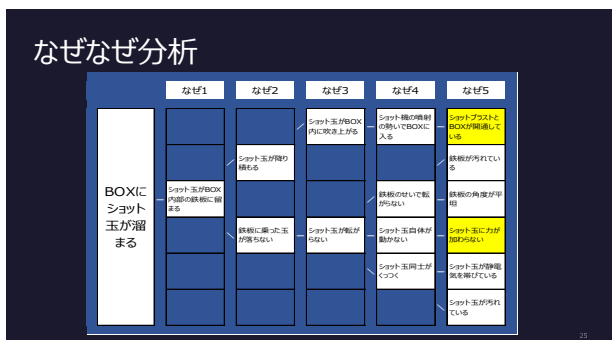 なぜなぜ分析
なぜ1
なぜ2
なぜ3
なぜ4
なぜ5
BOXに
ショット
玉が溜
まる
ショット玉がBOX
内部の鉄板に留
まる
ショット玉が降り
積もる
鉄板に乗った玉
が落ちない
ショット玉がBOX
内に吹き上がる
ショット玉が転が
らない
ショット機の噴射
の勢いでBOXに
入る
鉄板のせいで転
がらない
ショット玉自体が
動かない
ショット玉同士が
くっつく
ショットブラストと
BOXが開通して
いる
鉄板が汚れてい
る
鉄板の角度が平
坦
ショット玉に力が
加わらない
ショット玉が静電
気を帯びている
ショット玉が汚れ
ている
25